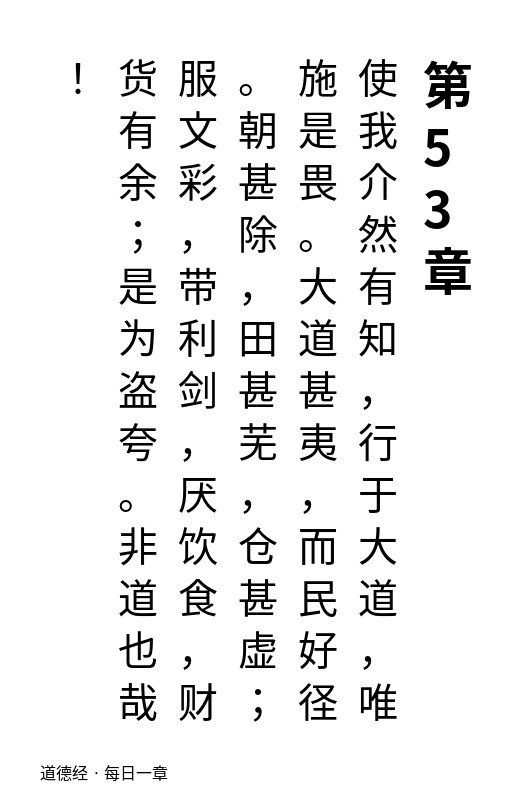 第53章
使我介然有知，行于大道，唯
施是畏。大道甚夷，而民好径
。朝甚除，田甚芜，仓甚虚；
服文彩，带利剑，厌饮食，财
货有余；是为盗夸。非道也哉
！
道德经 · 每日一章